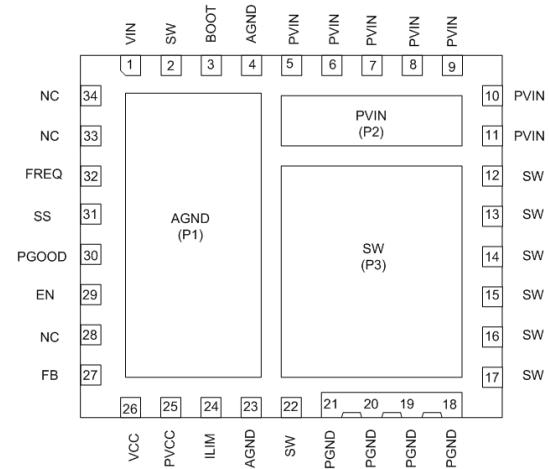 VIN SW BOOT AGND PVIN PVIN PVIN PVIN PVIN
1 2 3 4 5 6 7 8 9
NC 34 10 PVIN
PVIN
(P2)
NC 33 11 PVIN
FREQ 32 12 SW
SS 31 13 SW
AGND
(P1)
PGOOD 30 14 SW
SW
(P3)
EN 29 15 SW
NC 28 16 SW
FB 27 17 SW
26 25 24 23 22 21 20 19 18
VCC PVCC ILIM AGND SW PGND PGND PGND PGND